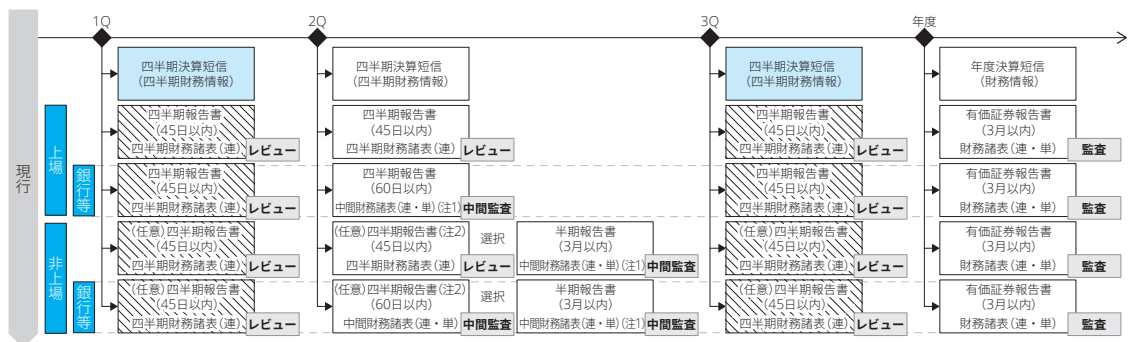 1Q
2Q
3Q
年度
現行
四半期決算短信
(四半期財務情報)
四半期決算短信
(四半期財務情報)
四半期決算短信
(四半期財務情報)
年度決算短信
(財務情報)
上場
四半期報告書
(45日以内)
四半期財務諸表(連)
レビュー
四半期報告書
(45日以内)
四半期財務諸表(連)
レビュー
四半期報告書
(45日以内)
四半期財務諸表(連)
レビュー
有価証券報告書
(3月以内)
財務諸表(連・単)
監査
銀行等
四半期報告書
(45日以内)
四半期財務諸表(連)
レビュー
四半期報告書
(60日以内)
中間財務諸表(連・単)(注1)
中間監査
四半期報告書
(45日以内)
四半期財務諸表(連)
レビュー
有価証券報告書
(3月以内)
財務諸表(連・単)
監査
非上場
(任意)四半期報告書
(45日以内)
四半期財務諸表(連)
レビュー
(任意)四半期報告書(注2)
(45日以内)
四半期財務諸表(連)
レビュー
選択
半期報告書
(3月以内)
中間財務諸表(連・単)(注1)
中間監査
(任意)四半期報告書
(45日以内)
四半期財務諸表(連)
レビュー
有価証券報告書
(3月以内)
財務諸表(連・単)
監査
銀行等
(任意)四半期報告書
(45日以内)
四半期財務諸表(連)
レビュー
(任意)四半期報告書(注2)
(60日以内)
中間財務諸表(連・単)
中間監査
選択
半期報告書
(3月以内)
中間財務諸表(連・単)(注1)
中間監査
(任意)四半期報告書
(45日以内)
四半期財務諸表(連)
レビュー
有価証券報告書
(3月以内)
財務諸表(連・単)
監査